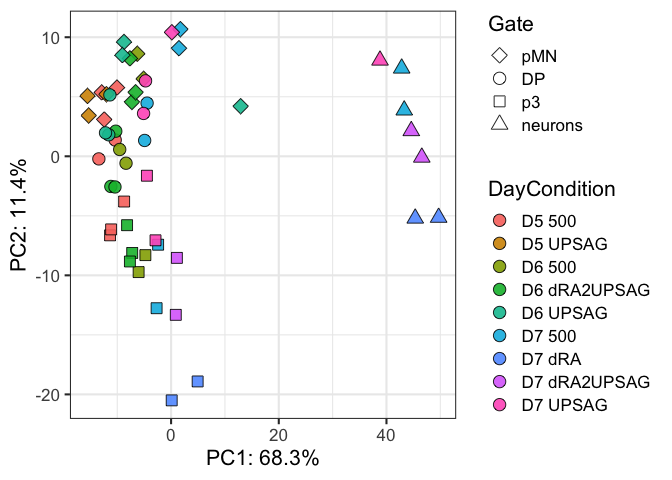 Gate
pMN
DP
p3
neurons
DayCondition
D5 500
D5 UPSAG
D6 500
D6 dRA2UPSAG
D6 UPSAG
D7 500
D7 dRA
D7 dRA2UPSAG
D7 UPSAG
PC2: 11.4%
10
0
-10
-20
0
20
40
PC1: 68.3%